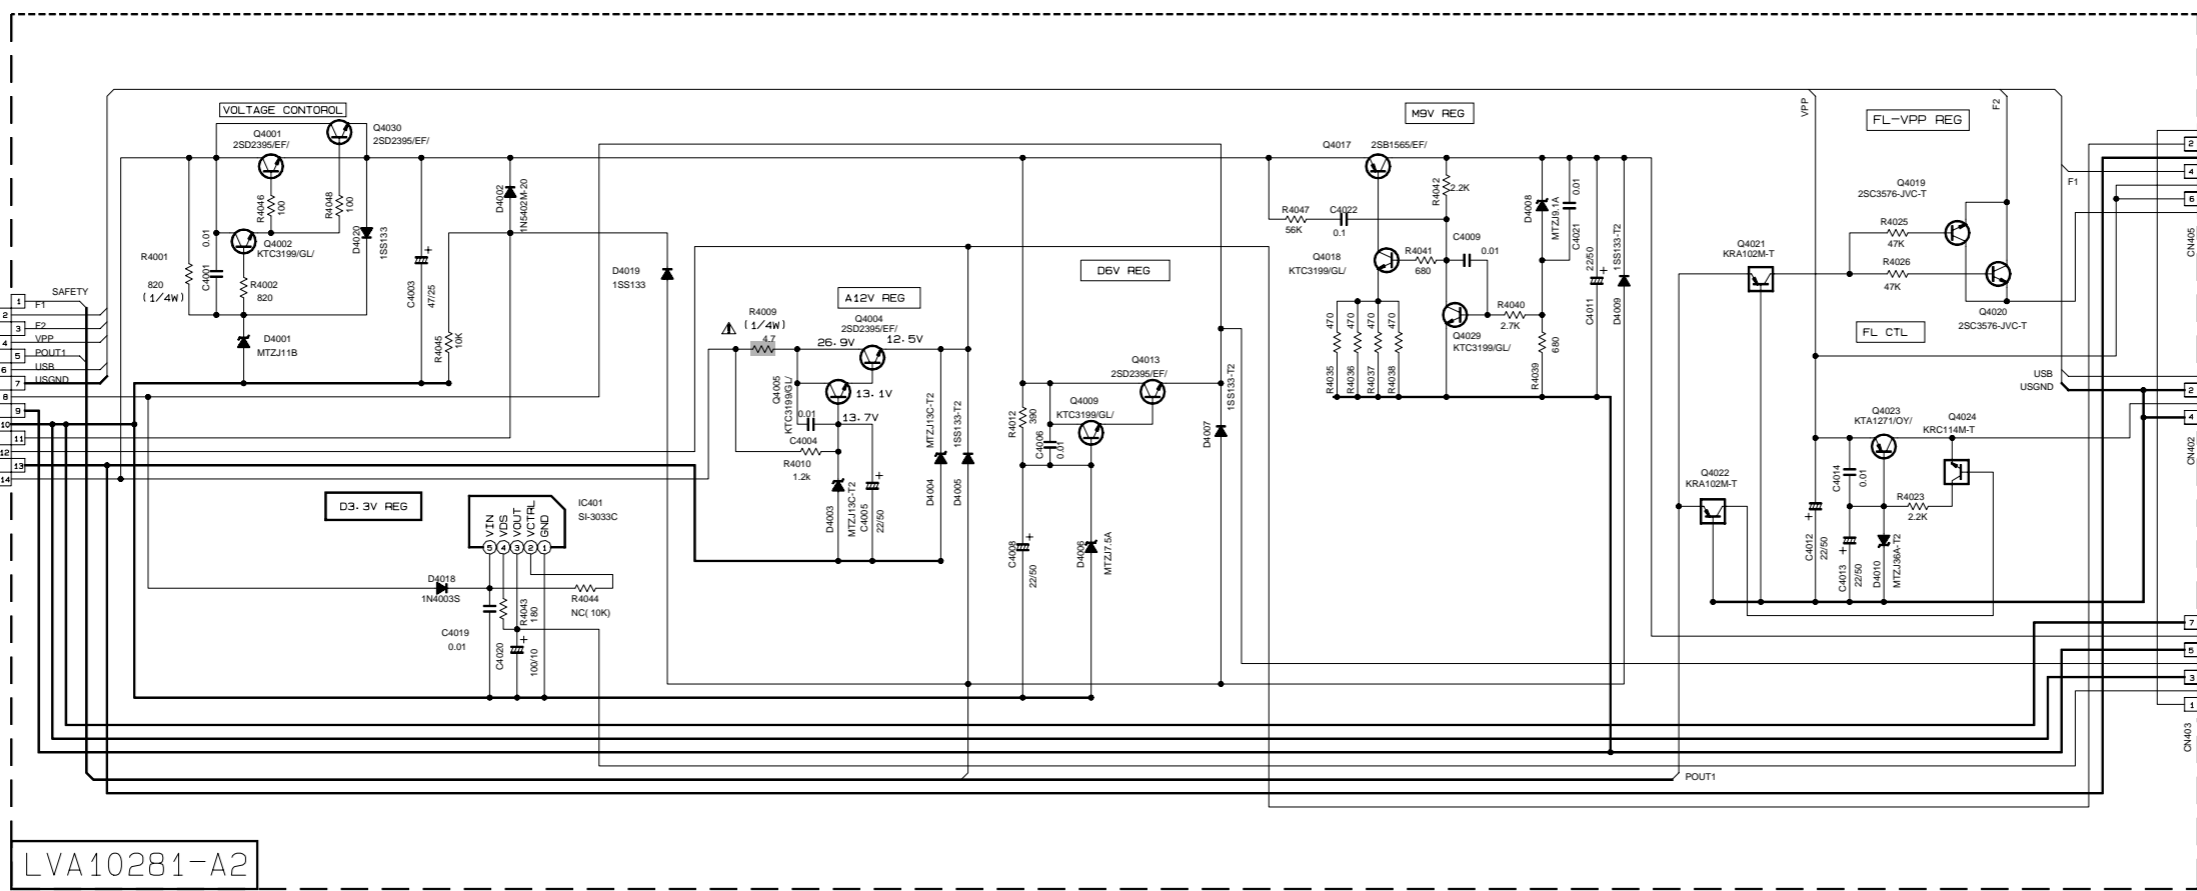 VOLTAGE CONTOROL
Q4001
2SD2395/EF/
Q4030
2SD2395/EF/
R4046
100
R4048
100
D4020
1SS133
0.01
C4001
Q4002
KTC3199/GL/
R4001
820
(1/4W)
R4002
820
D4001
MTZJ11B
C4003
47/25
R4045
10K
D4002
1N5402M-20
D4019
1SS133
1
2
3
4
5
6
7
8
9
10
11
12
13
14
SAFETY
F1
F2
VPP
POUT1
USB
USGND
D3.3V REG
IC401
SI-3033C
VIN
VDS
VOUT
VCTRL
GND
5
4
3
2
1
D4018
1N4003S
C4019
0.01
C4020
100/10
R4043
180
R4044
NC( 10K)
A12V REG
R4009
(1/4W)
4.7
Q4004
2SD2395/EF/
26.9V
12.5V
Q4005
KTC3199/GL/
13.1V
13.7V
0.01
C4004
R4010
1.2k
D4003
MTZJ13C-T2
C4005
22/50
D4004
MTZJ13C-T2
D4005
1SS133-T2
D6V REG
Q4013
2SD2395/EF/
Q4009
KTC3199/GL/
R4012
390
C4006
0.01
C4008
22/50
D4006
MTZJ7.5A
D4007
1SS133-T2
M9V REG
Q4017
2SB1565/EF/
R4042
2.2K
R4047
56K
C4022
0.1
Q4018
KTC3199/GL/
R4041
680
C4009
0.01
D4008
MTZJ9.1A
C4021
0.01
C4011
22/50
D4009
1SS133-T2
R4040
2.7K
Q4029
KTC3199/GL/
R4039
680
470
470
470
470
R4035
R4036
R4037
R4038
VPP
F2
FL-VPP REG
F1
Q4019
2SC3576-JVC-T
R4025
47K
R4026
47K
Q4021
KRA102M-T
Q4020
2SC3576-JVC-T
FL CTL
USB
USGND
Q4023
KTA1271/OY/
Q4024
KRC114M-T
Q4022
KRA102M-T
C4014
0.01
R4023
2.2K
C4012
22/50
C4013
22/50
D4010
MTZJ36A-T2
POUT1
2
4
6
CN405
2
4
CN402
7
5
3
1
CN403
LVA10281-A2